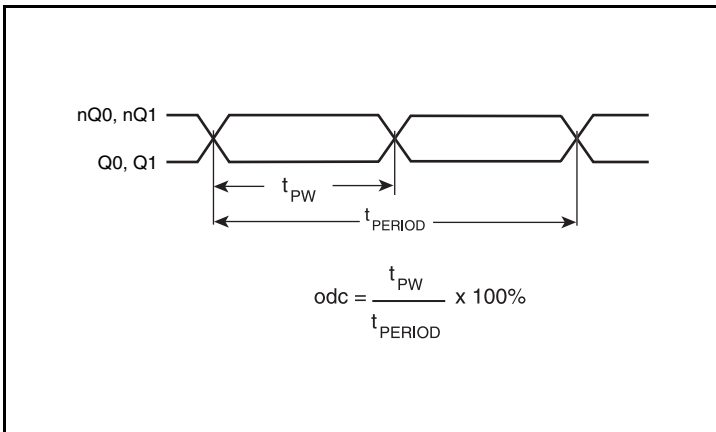 nQ0, nQ1
Q0, Q1
tPW
tPERIOD
odc = tPW / tPERIOD x 100%